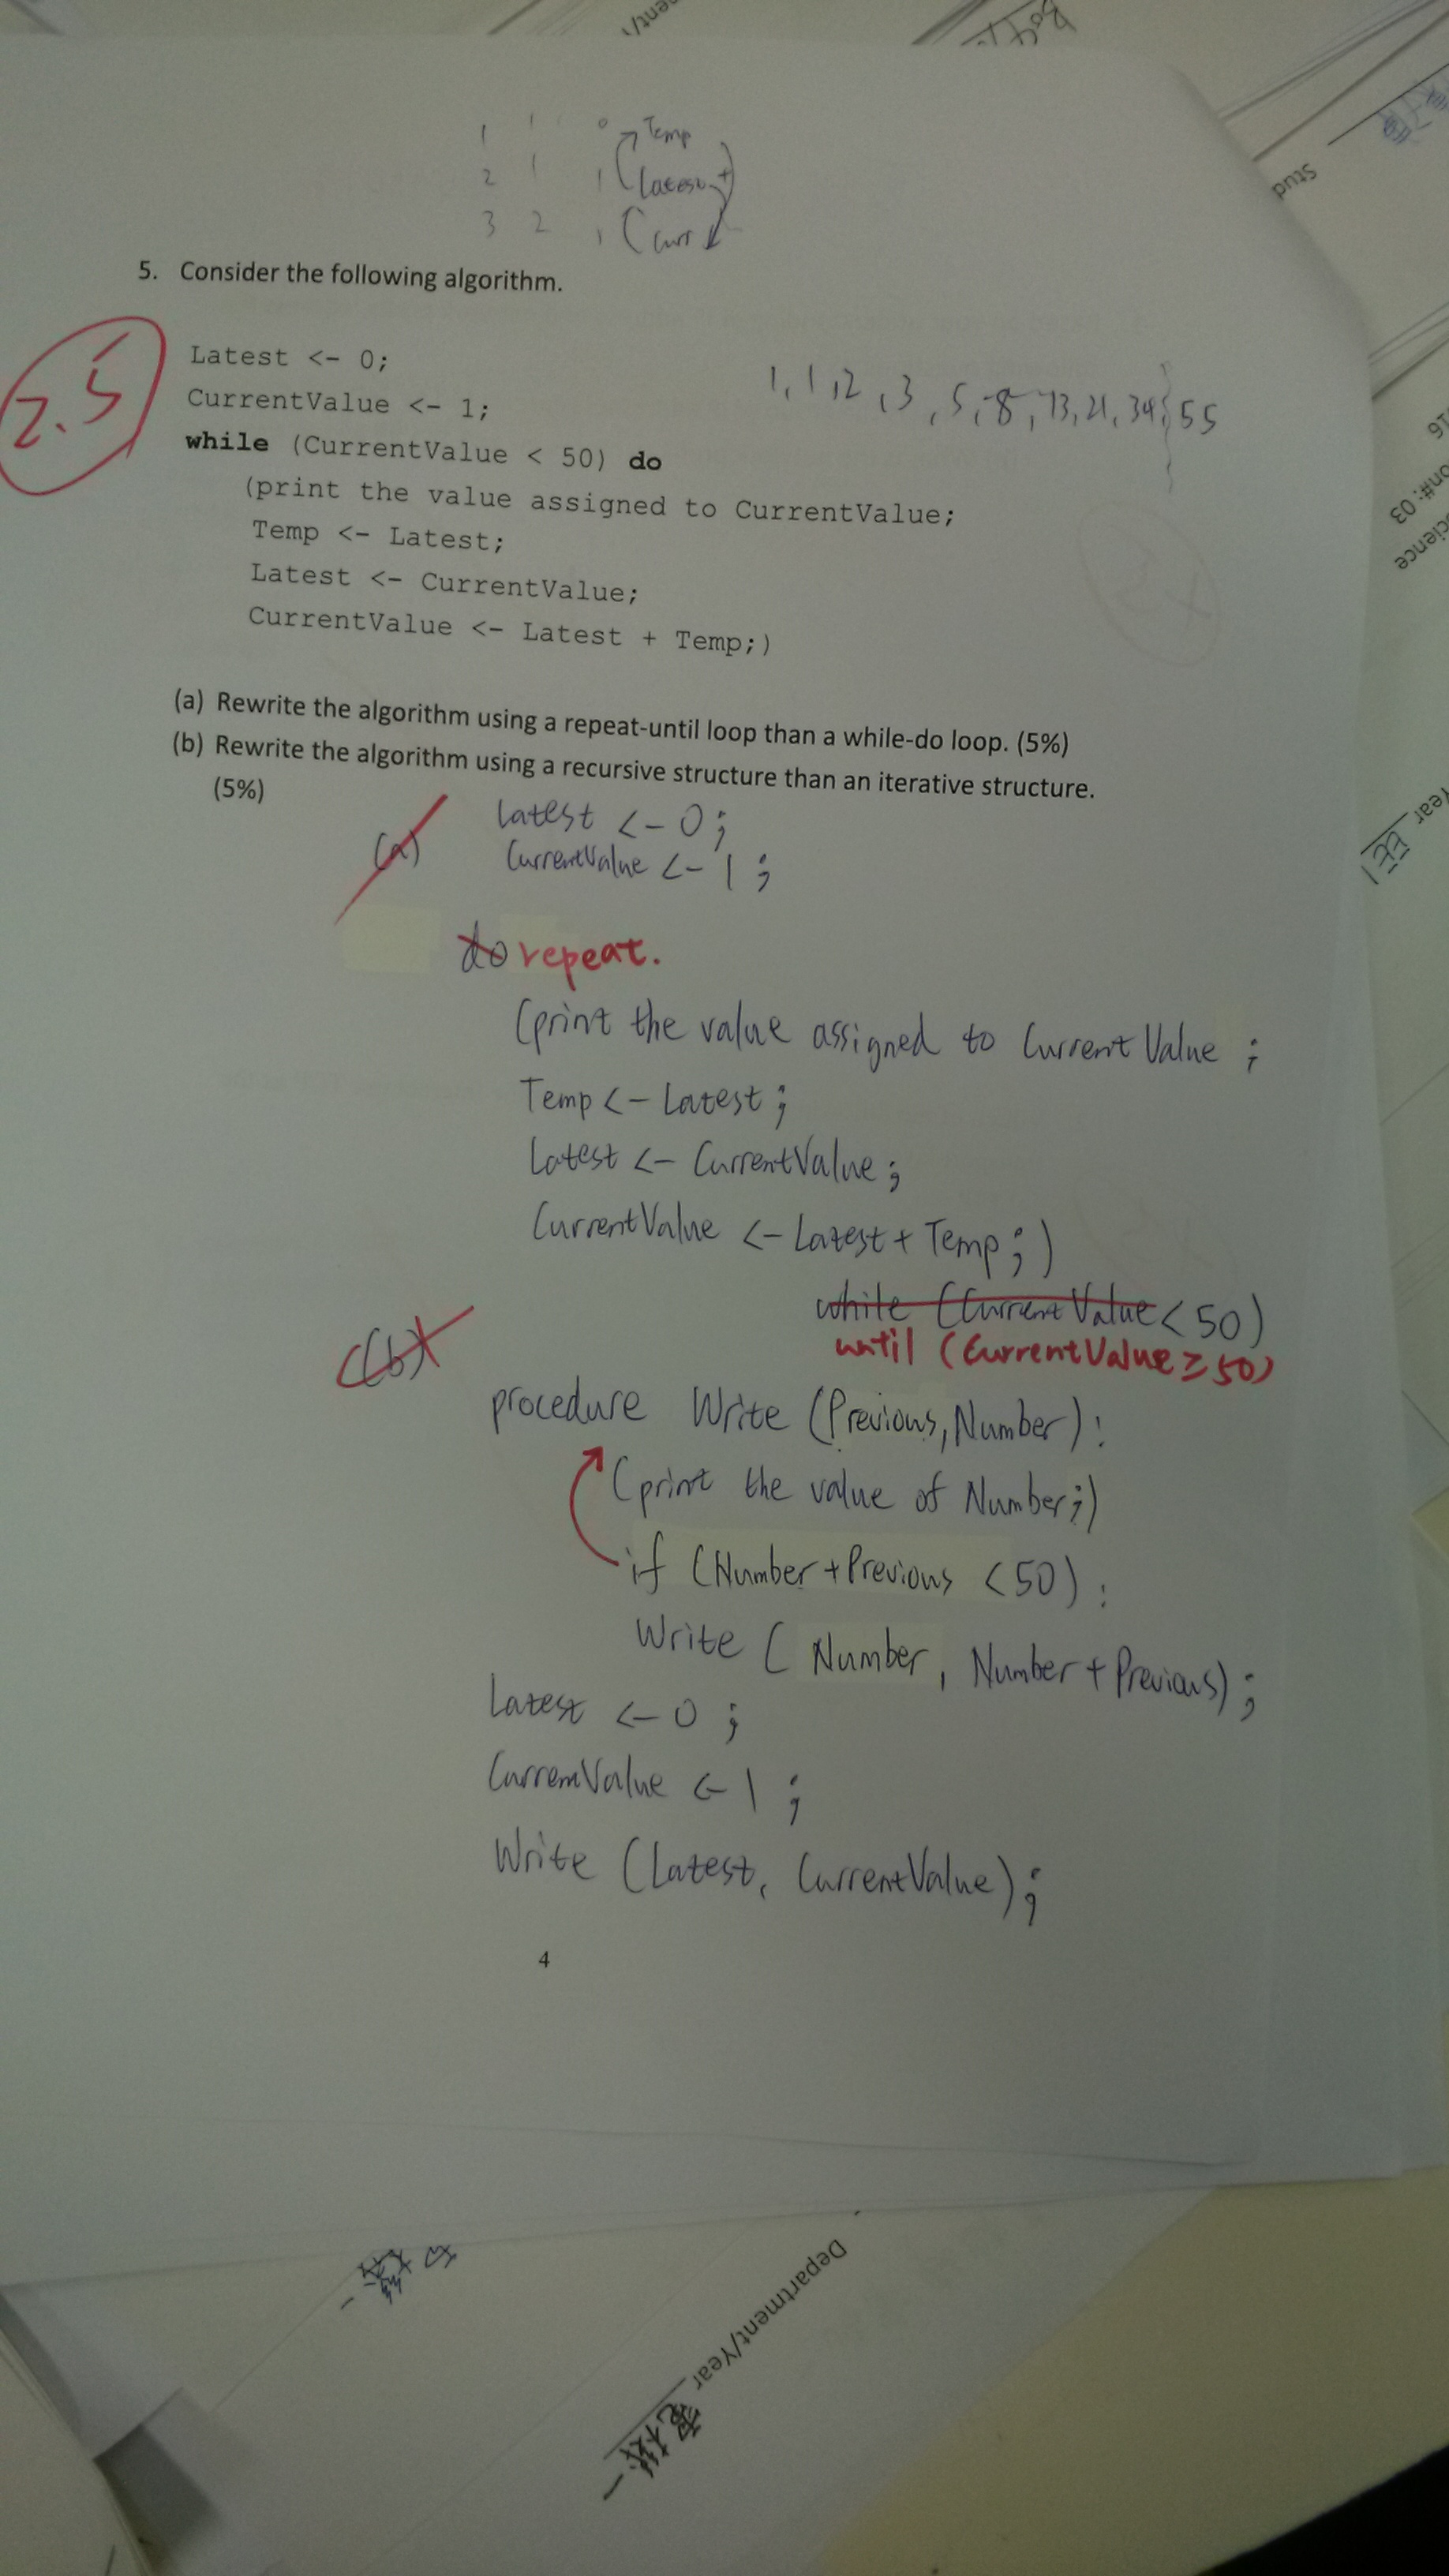 1 1 0 Temp
2 1 1 Latest +
3 2 1 Curr
5. Consider the following algorithm.
2.5
Latest <- 0;
CurrentValue <- 1;
1, 1, 2, 3, 5, 8, 13, 21, 34, 55
while (CurrentValue < 50) do
(print the value assigned to CurrentValue;
Temp <- Latest;
Latest <- CurrentValue;
CurrentValue <- Latest + Temp;)
(a) Rewrite the algorithm using a repeat-until loop than a while-do loop. (5%)
(b) Rewrite the algorithm using a recursive structure than an iterative structure.
(5%)
(a) Latest <- 0;
CurrentValue <- 1;
do repeat.
(print the value assigned to CurrentValue;
Temp <- Latest;
Latest <- CurrentValue;
CurrentValue <- Latest + Temp;)
while (CurrentValue < 50)
until (CurrentValue ≥ 50)
(b)
procedure Write (Previous, Number):
(print the value of Number;)
if (Number + Previous < 50):
Write (Number, Number + Previous);
Latest <- 0;
CurrenValue <- 1;
Write (Latest, CurrentValue);
4
Department/Year
Stud
16
on#: 03
cience
Year EE1